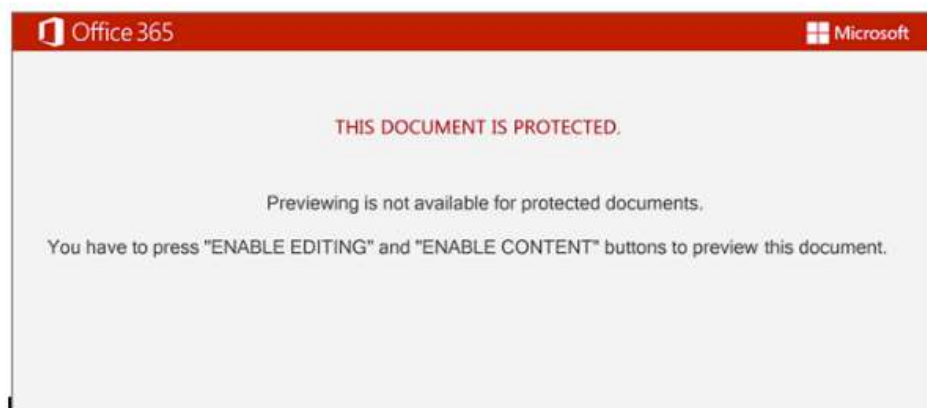 Office 365
Microsoft
THIS DOCUMENT IS PROTECTED.
Previewing is not available for protected documents.
You have to press "ENABLE EDITING" and "ENABLE CONTENT" buttons to preview this document.